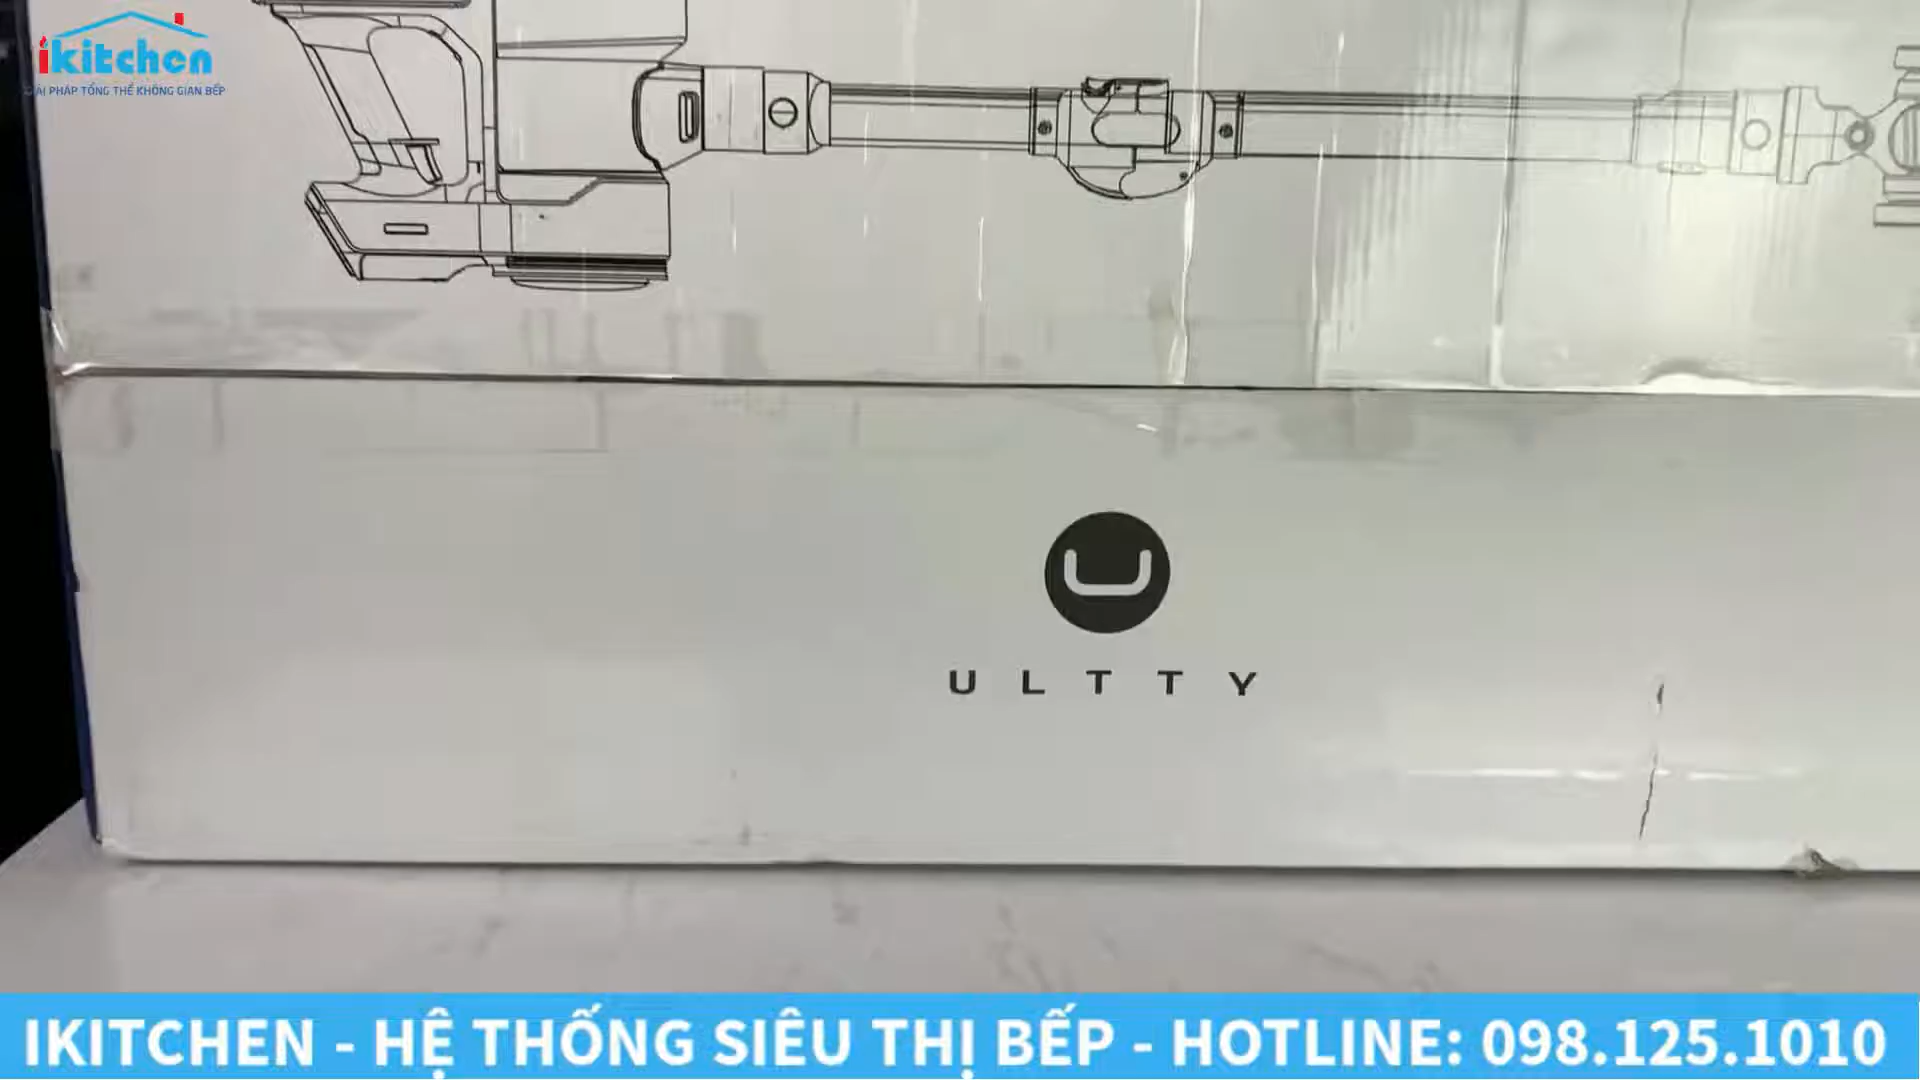 ikitchen
GIẢI PHÁP TỔNG THỂ KHÔNG GIAN BẾP
ULTTY
IKITCHEN - HỆ THỐNG SIÊU THỊ BẾP - HOTLINE: 098.125.1010